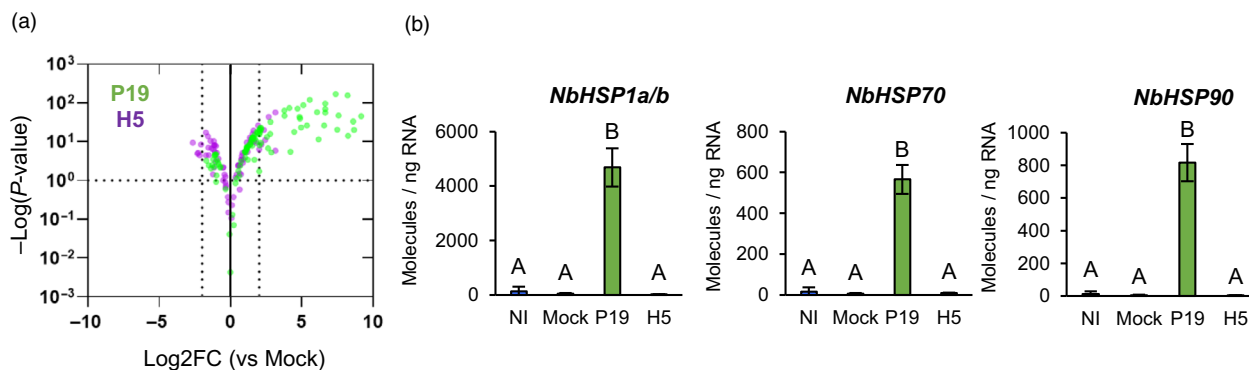 (a)
10³
10²
10¹
10⁰
10⁻¹
10⁻²
10⁻³
–Log(P-value)
P19
H5
−10
−5
0
5
10
Log2FC (vs Mock)
(b)
NbHSP1a/b
Molecules / ng RNA
6000
4000
2000
0
A
A
B
A
NI
Mock
P19
H5
NbHSP70
Molecules / ng RNA
800
600
400
200
0
A
A
B
A
NI
Mock
P19
H5
NbHSP90
Molecules / ng RNA
1000
800
600
400
200
0
A
A
B
A
NI
Mock
P19
H5